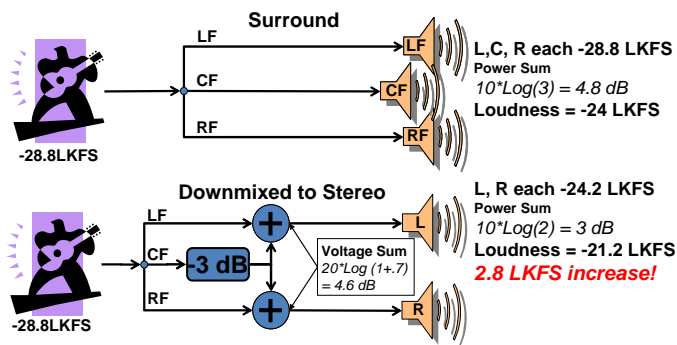 Surround
LF
LF
CF
CF
RF
RF
-28.8LKFS
L,C, R each -28.8 LKFS
Power Sum
10*Log(3) = 4.8 dB
Loudness = -24 LKFS
Downmixed to Stereo
LF
L
CF
-3 dB
+
+
RF
R
Voltage Sum
20*Log (1+.7)
= 4.6 dB
-28.8LKFS
L, R each -24.2 LKFS
Power Sum
10*Log(2) = 3 dB
Loudness = -21.2 LKFS
2.8 LKFS increase!